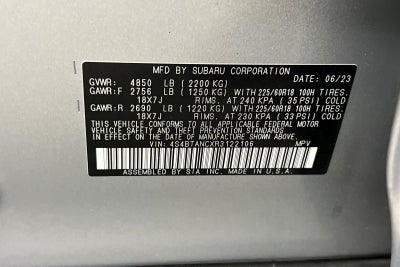 MFD BY SUBARU CORPORATION DATE: 06/23
GVWR: 4850 LB (2200 KG)
GAWR:F 2756 LB (1250 KG) WITH 225/60R18 100H TIRES.
18X7J RIMS. AT 240 KPA (35 PSI) COLD
GAWR:R 2690 LB (1220 KG) WITH 225/60R18 100H TIRES.
18X7J RIMS. AT 230 KPA (33 PSI) COLD
THIS VEHICLE CONFORMS TO ALL APPLICABLE FEDERAL MOTOR
VEHICLE SAFETY AND THEFT PREVENTION STANDARDS IN
EFFECT ON THE DATE OF MANUFACTURE SHOWN ABOVE.
VIN: 4S4BTANCXR3122106 MPV
ASSEMBLED BY SIA INC. MADE IN U.S.A.